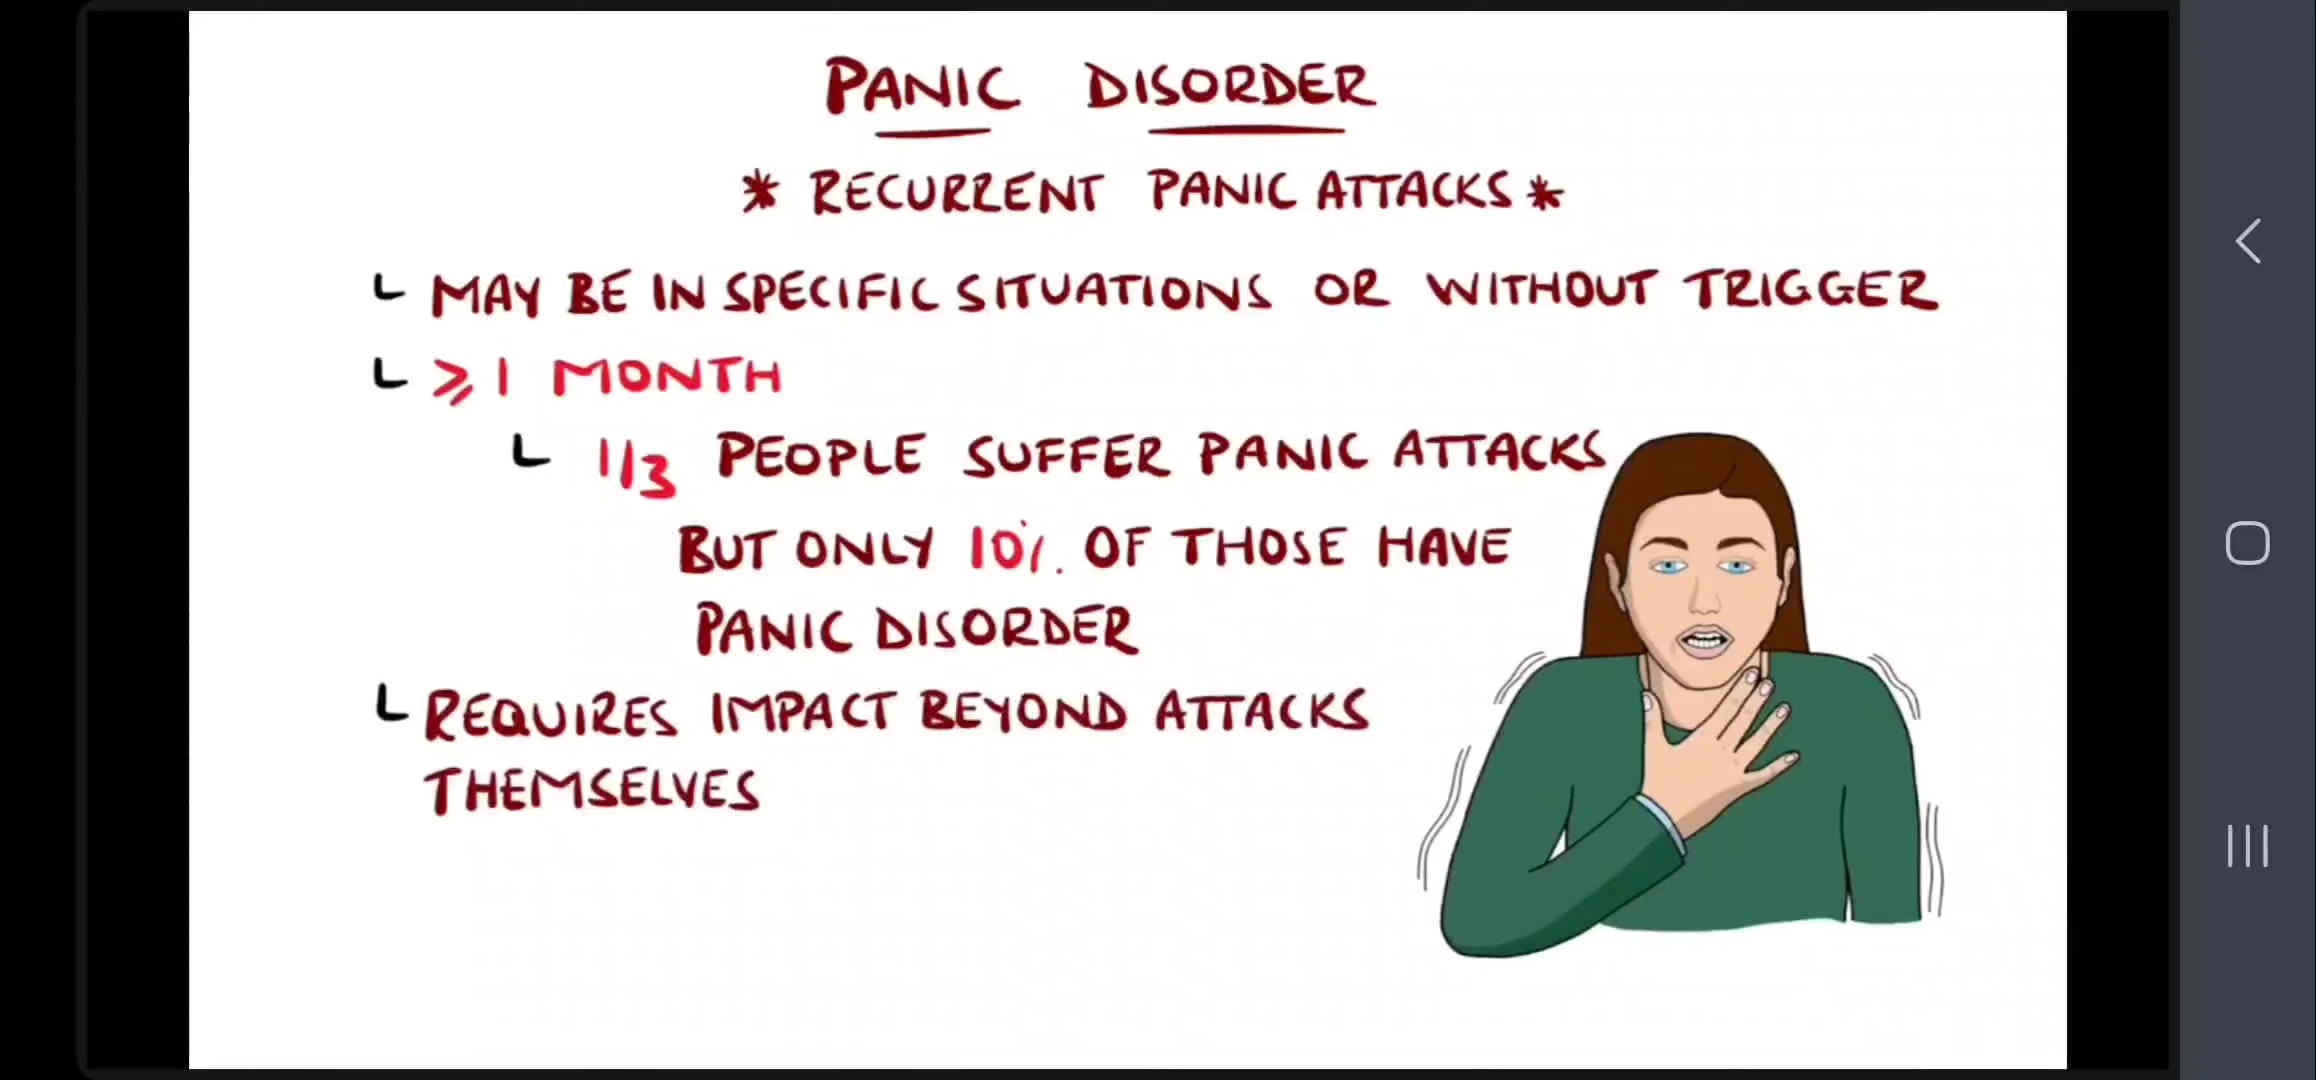 PANIC DISORDER
* RECURRENT PANIC ATTACKS *
MAY BE IN SPECIFIC SITUATIONS OR WITHOUT TRIGGER
⩾ 1 MONTH
1/3 PEOPLE SUFFER PANIC ATTACKS
BUT ONLY 10% OF THOSE HAVE
PANIC DISORDER
REQUIRES IMPACT BEYOND ATTACKS
THEMSELVES